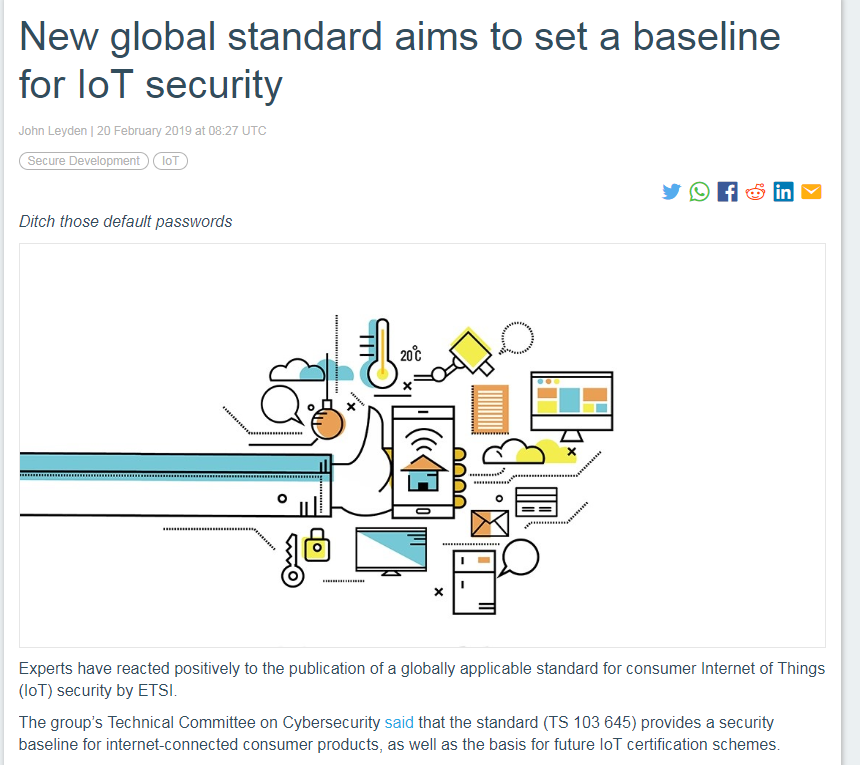 New global standard aims to set a baseline
for IoT security
John Leyden | 20 February 2019 at 08:27 UTC
Secure Development IoT
in
Ditch those default passwords
20°C
Experts have reacted positively to the publication of a globally applicable standard for consumer Internet of Things
(IoT) security by ETSI.
The group's Technical Committee on Cybersecurity said that the standard (TS 103 645) provides a security
baseline for internet-connected consumer products, as well as the basis for future IoT certification schemes.